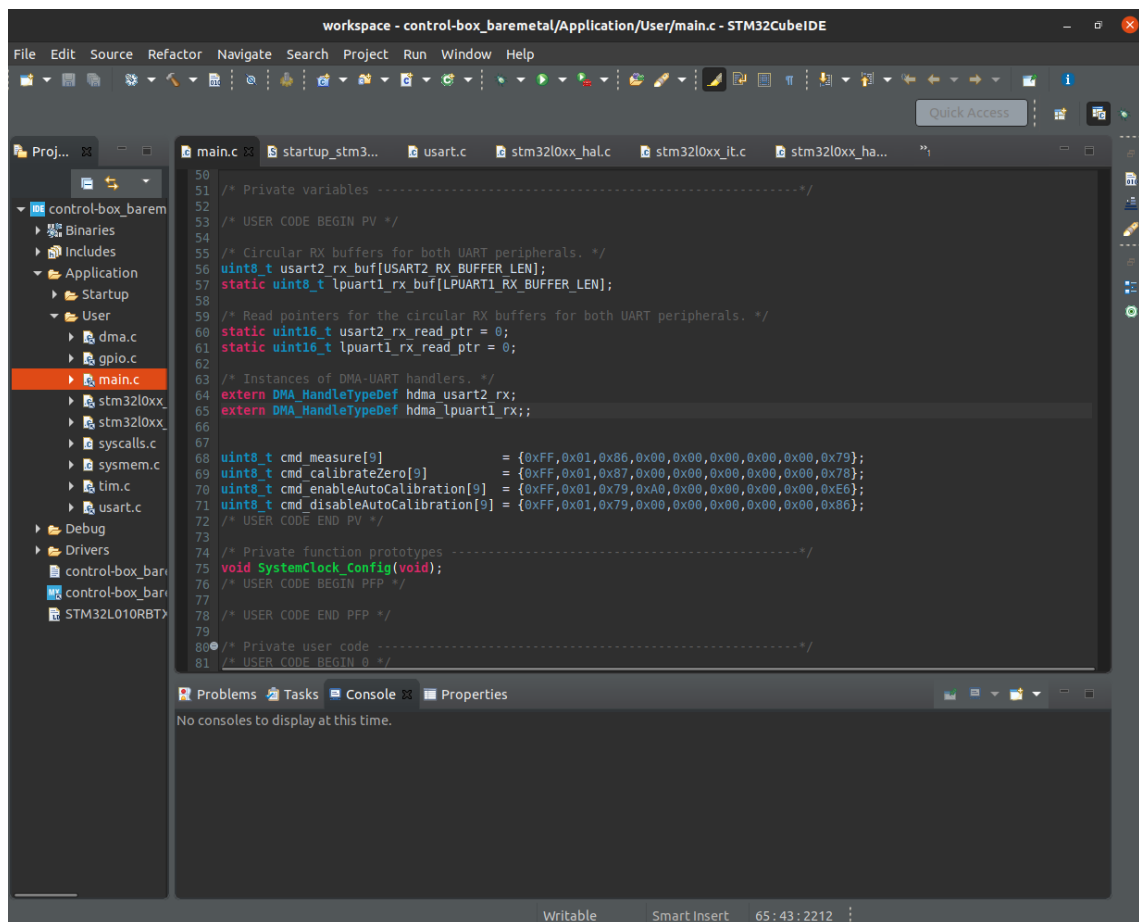 workspace - control-box_baremetal/Application/User/main.c - STM32CubeIDE
File Edit Source Refactor Navigate Search Project Run Window Help
Quick Access
Proj...
main.c
startup_stm3...
usart.c
stm32l0xx_hal.c
stm32l0xx_it.c
stm32l0xx_ha...
»1
IDE control-box_barem
Binaries
Includes
Application
Startup
User
dma.c
gpio.c
main.c
stm32l0xx_
stm32l0xx_
syscalls.c
sysmem.c
tim.c
usart.c
Debug
Drivers
control-box_bar
control-box_bar
STM32L010RBTX
50
51 /* Private variables ---------------------------------------------------------*/
52
53 /* USER CODE BEGIN PV */
54
55 /* Circular RX buffers for both UART peripherals. */
56 uint8_t usart2_rx_buf[USART2_RX_BUFFER_LEN];
57 static uint8_t lpuart1_rx_buf[LPUART1_RX_BUFFER_LEN];
58
59 /* Read pointers for the circular RX buffers for both UART peripherals. */
60 static uint16_t usart2_rx_read_ptr = 0;
61 static uint16_t lpuart1_rx_read_ptr = 0;
62
63 /* Instances of DMA-UART handlers. */
64 extern DMA_HandleTypeDef hdma_usart2_rx;
65 extern DMA_HandleTypeDef hdma_lpuart1_rx;;
66
67
68 uint8_t cmd_measure[9] = {0xFF,0x01,0x86,0x00,0x00,0x00,0x00,0x00,0x79};
69 uint8_t cmd_calibrateZero[9] = {0xFF,0x01,0x87,0x00,0x00,0x00,0x00,0x00,0x78};
70 uint8_t cmd_enableAutoCalibration[9] = {0xFF,0x01,0x79,0xA0,0x00,0x00,0x00,0x00,0xE6};
71 uint8_t cmd_disableAutoCalibration[9] = {0xFF,0x01,0x79,0x00,0x00,0x00,0x00,0x00,0x86};
72 /* USER CODE END PV */
73
74 /* Private function prototypes -----------------------------------------------*/
75 void SystemClock_Config(void);
76 /* USER CODE BEGIN PFP */
77
78 /* USER CODE END PFP */
79
80 /* Private user code ---------------------------------------------------------*/
81 /* USER CODE BEGIN 0 */
Problems Tasks Console Properties
No consoles to display at this time.
Writable Smart Insert 65 : 43 : 2212